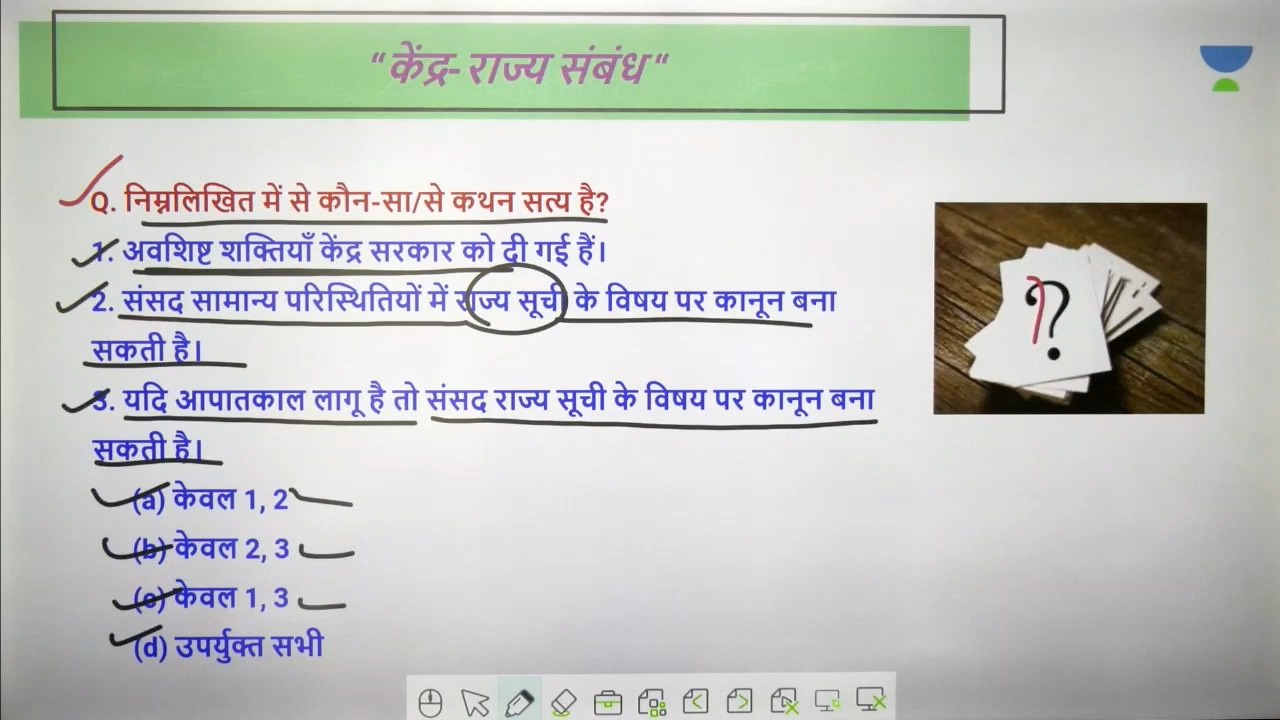 "केंद्र-राज्य संबंध"
Q. निम्नलिखित में से कौन-सा/से कथन सत्य है?
1. अवशिष्ट शक्तियाँ केंद्र सरकार को दी गई हैं।
2. संसद सामान्य परिस्थितियों में राज्य सूची के विषय पर कानून बना
सकती है।
3. यदि आपातकाल लागू है तो संसद राज्य सूची के विषय पर कानून बना
सकती है।
(a) केवल 1, 2
(b) केवल 2, 3
(c) केवल 1, 3
(d) उपर्युक्त सभी
?